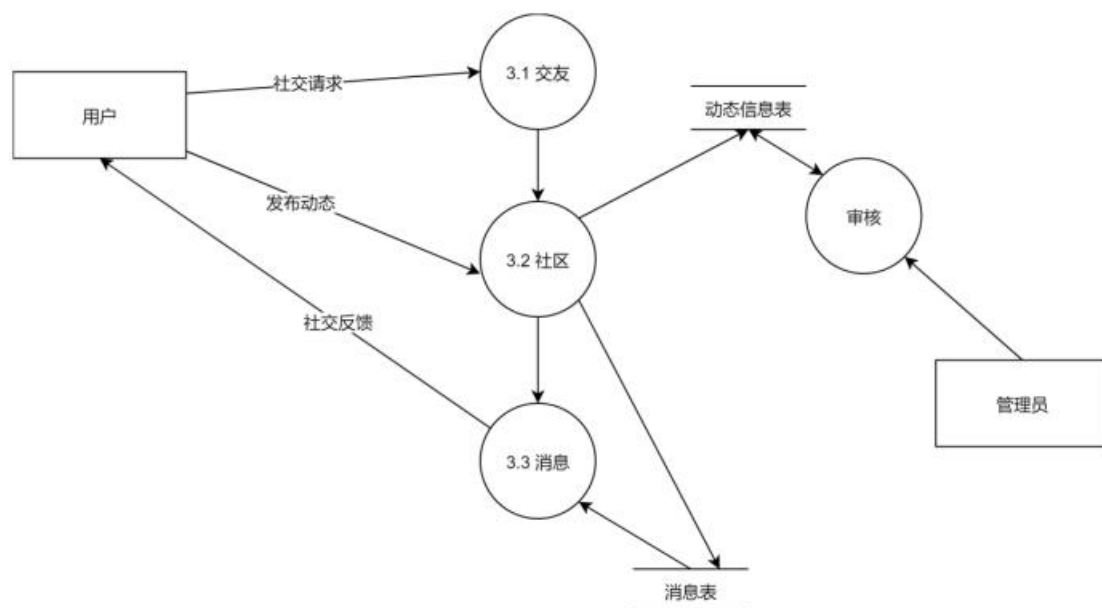 3.1 交友
社交请求
用户
动态信息表
发布动态
审核
3.2 社区
社交反馈
管理员
3.3 消息
消息表